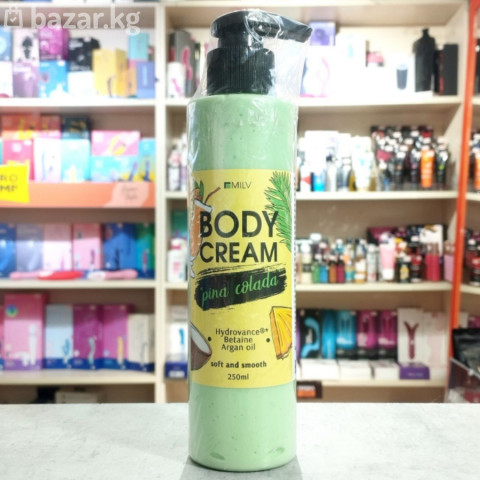 bazar.kg
MILV
BODY
CREAM
pina colada
Hydrovance®*
Betaine
Argan oil
soft and smooth
250ml